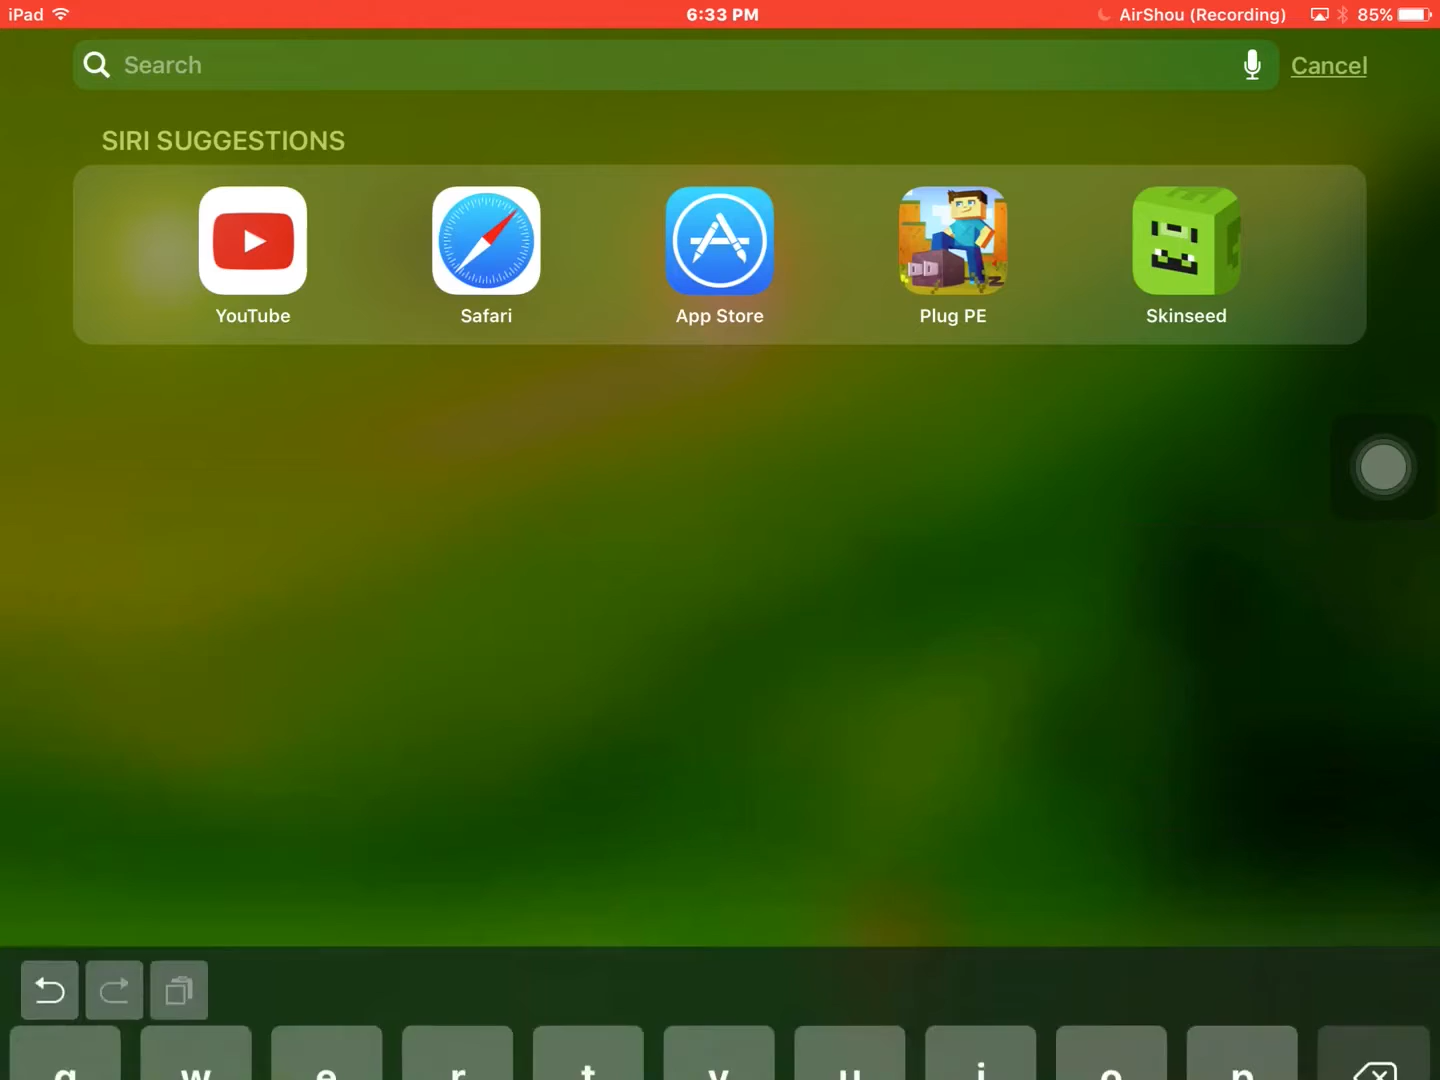 iPad 6:33 PM AirShou (Recording) 85%
Search Cancel
SIRI SUGGESTIONS
YouTube Safari App Store Plug PE Skinseed
q w e r t y u i o p